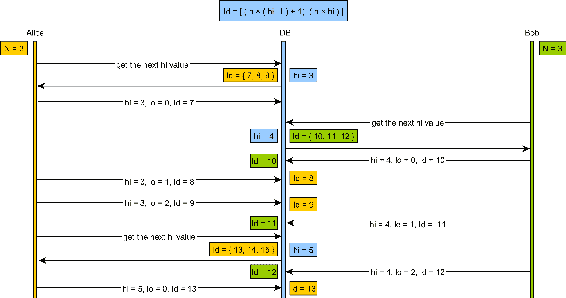 Id = [ ( n × ( hi -1 ) + 1); (n × hi ) ]
Alice
DB
Bob
N = 3
N = 3
get the next hi value
Id = { 7, 8, 9 }
hi = 3
hi = 3, lo = 0, Id = 7
get the next hi value
hi = 4
Id = { 10, 11, 12 }
Id = 10
hi = 4, lo = 0, Id = 10
hi = 3, lo = 1, Id = 8
Id = 8
hi = 3, lo = 2, Id = 9
Id = 9
Id = 11
hi = 4, lo = 1, Id = 11
get the next hi value
Id = { 13, 14, 15 }
hi = 5
Id = 12
hi = 4, lo = 2, Id = 12
hi = 5, lo = 0, Id = 13
Id = 13